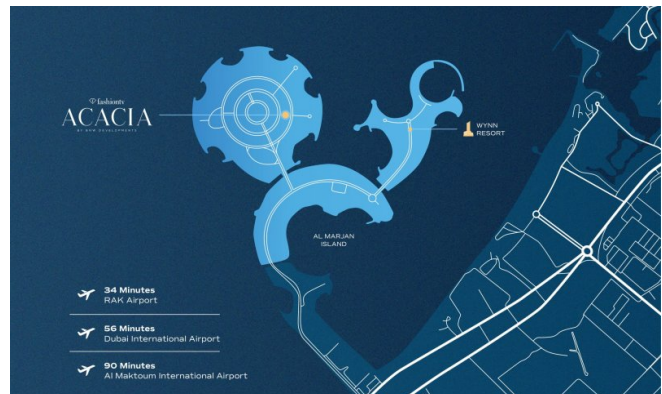 fashiontv
ACACIA
BY BNW DEVELOPMENTS
WYNN
RESORT
AL MARJAN
ISLAND
34 Minutes
RAK Airport
56 Minutes
Dubai International Airport
90 Minutes
Al Maktoum International Airport